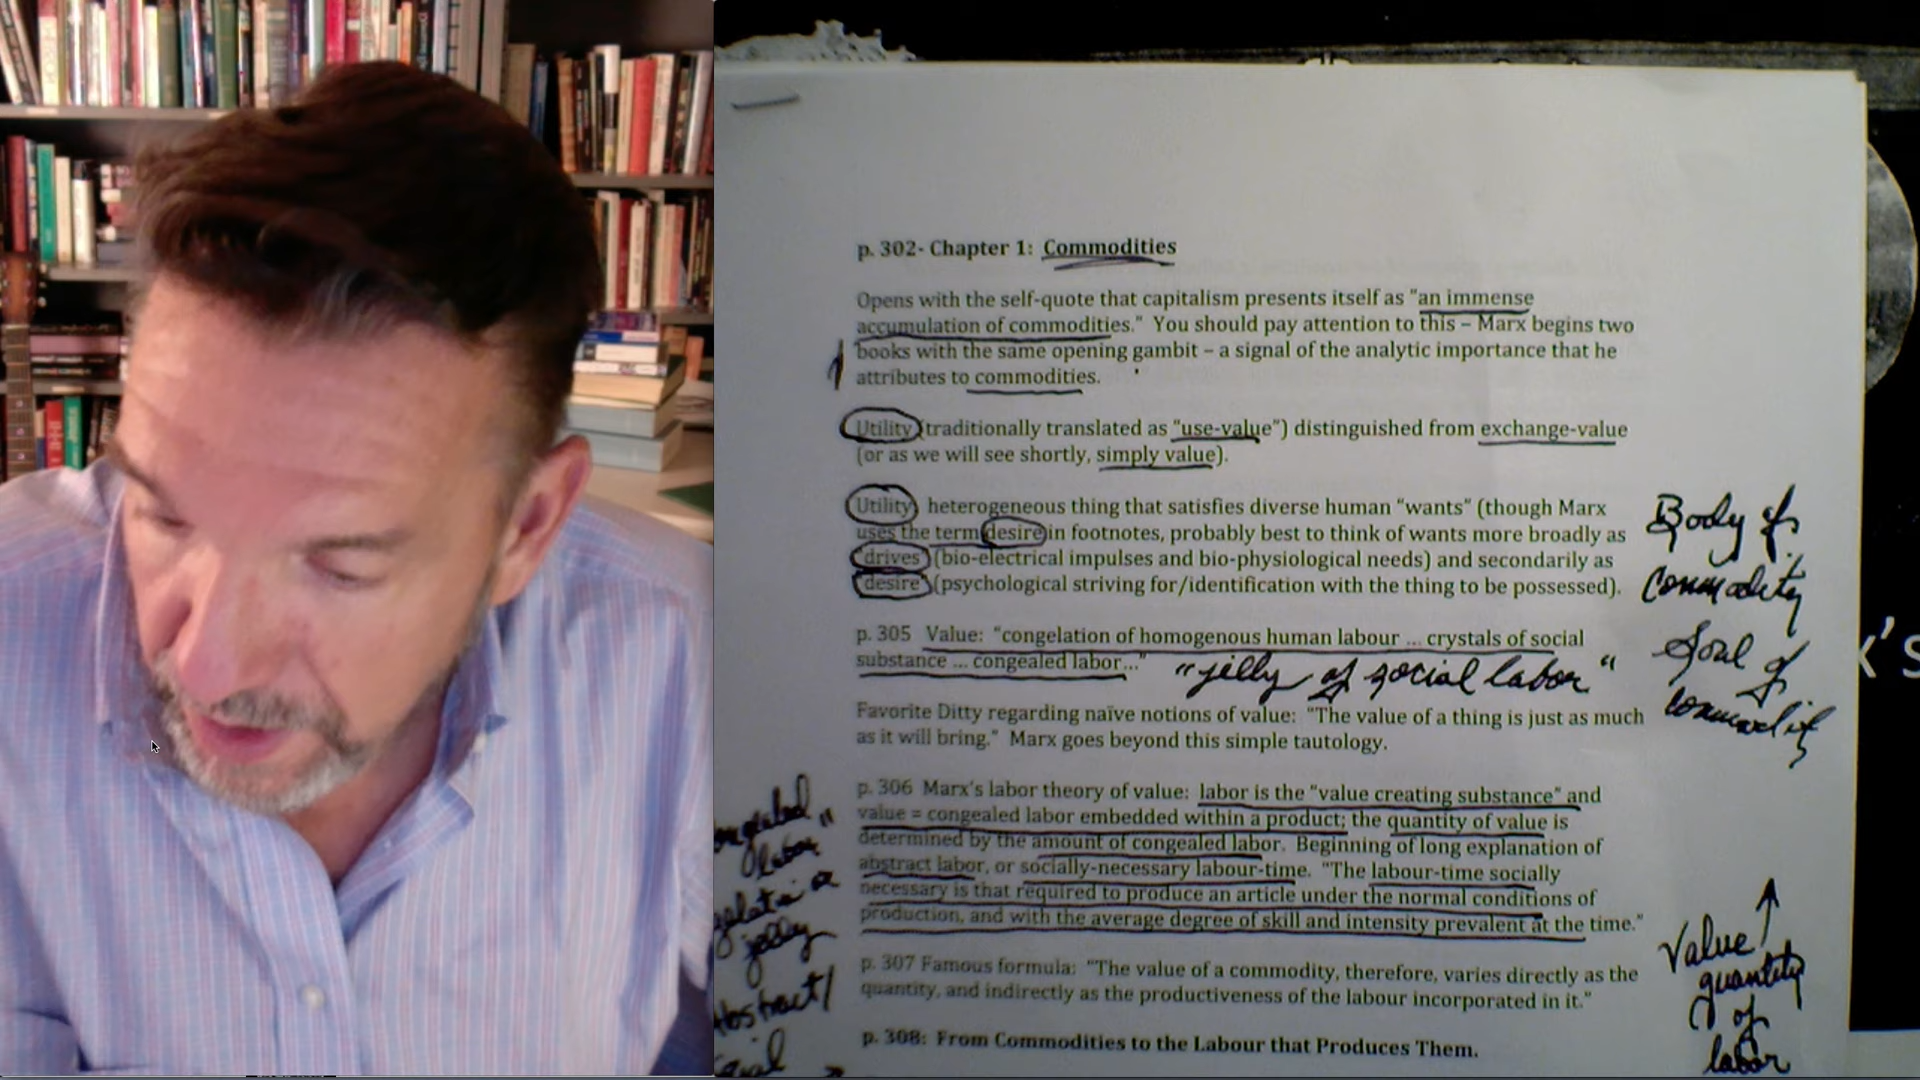 p. 302- Chapter 1: Commodities
Opens with the self-quote that capitalism presents itself as "an immense
accumulation of commodities." You should pay attention to this – Marx begins two
books with the same opening gambit – a signal of the analytic importance that he
attributes to commodities.
Utility (traditionally translated as "use-value") distinguished from exchange-value
(or as we will see shortly, simply value).
Utility: heterogeneous thing that satisfies diverse human "wants" (though Marx
uses the term desire in footnotes, probably best to think of wants more broadly as
"drives" (bio-electrical impulses and bio-physiological needs) and secondarily as
"desire" (psychological striving for/identification with the thing to be possessed).
Body of
Commodity
p. 305 Value: "congelation of homogenous human labour ... crystals of social
substance ... congealed labor..."
"jelly of social labor"
Soul of
commodity
Favorite Ditty regarding naïve notions of value: "The value of a thing is just as much
as it will bring." Marx goes beyond this simple tautology.
p. 306 Marx's labor theory of value: labor is the "value creating substance" and
value = congealed labor embedded within a product; the quantity of value is
determined by the amount of congealed labor. Beginning of long explanation of
abstract labor, or socially-necessary labour-time. "The labour-time socially
necessary is that required to produce an article under the normal conditions of
production, and with the average degree of skill and intensity prevalent at the time."
labor
jelly
Abstract/
p. 307 Famous formula: "The value of a commodity, therefore, varies directly as the
quantity, and indirectly as the productiveness of the labour incorporated in it."
Value
quantity
of
labor
p. 308: From Commodities to the Labour that Produces Them.
's